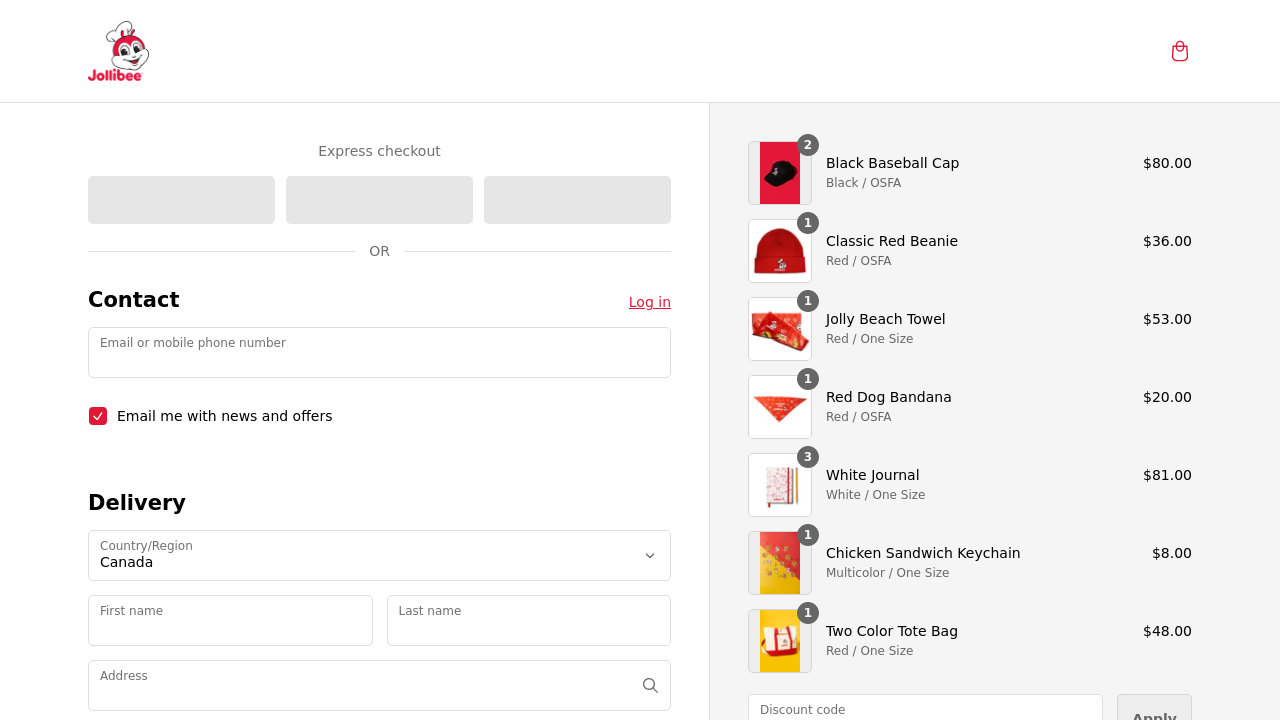 Jollibee
Express checkout
OR
Contact
Log in
Email or mobile phone number
Email me with news and offers
Delivery
Country/Region
Canada
First name
Last name
Address
2
Black Baseball Cap
$80.00
Black / OSFA
1
Classic Red Beanie
$36.00
Red / OSFA
1
Jolly Beach Towel
$53.00
Red / One Size
1
Red Dog Bandana
$20.00
Red / OSFA
3
White Journal
$81.00
White / One Size
1
Chicken Sandwich Keychain
$8.00
Multicolor / One Size
1
Two Color Tote Bag
$48.00
Red / One Size
Discount code
Apply